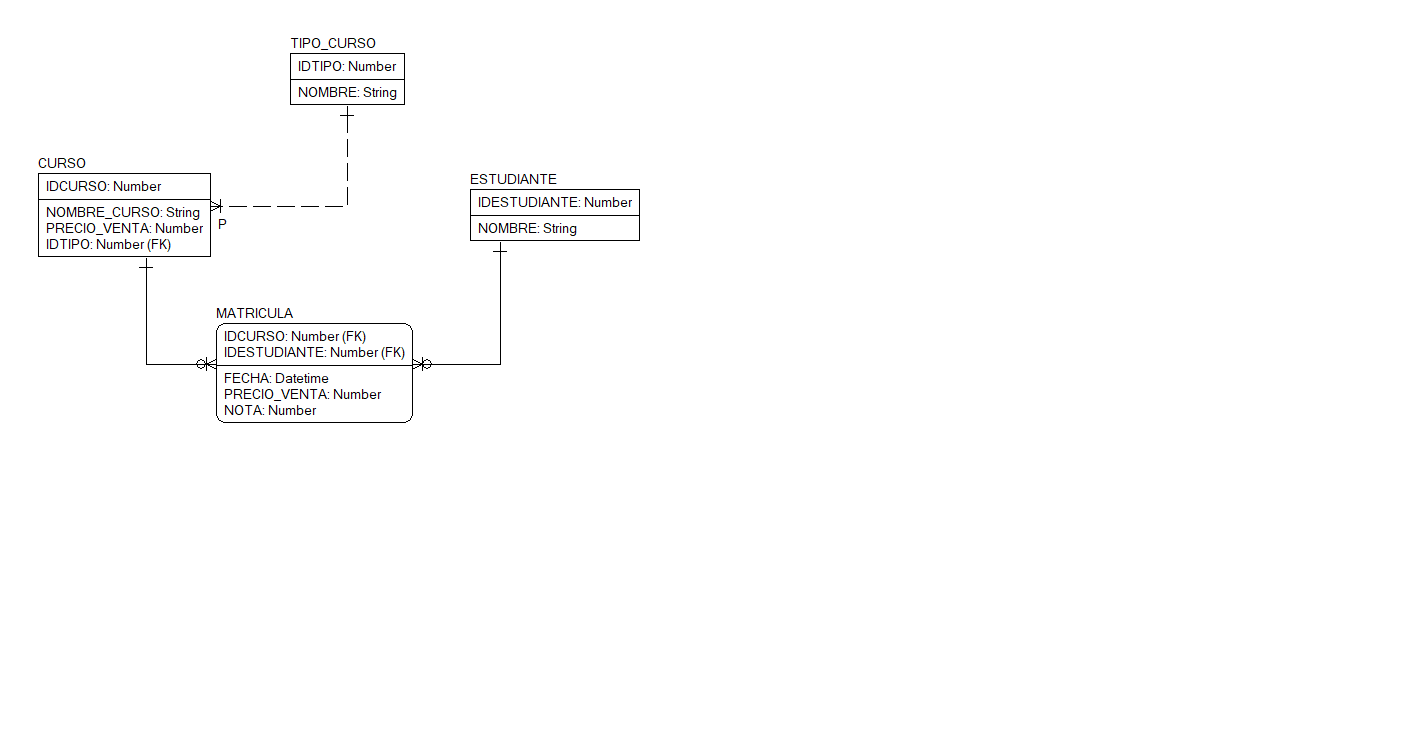 TIPO_CURSO
IDTIPO: Number
NOMBRE: String
CURSO
IDCURSO: Number
NOMBRE_CURSO: String
PRECIO_VENTA: Number
IDTIPO: Number (FK)
P
ESTUDIANTE
IDESTUDIANTE: Number
NOMBRE: String
MATRICULA
IDCURSO: Number (FK)
IDESTUDIANTE: Number (FK)
FECHA: Datetime
PRECIO_VENTA: Number
NOTA: Number